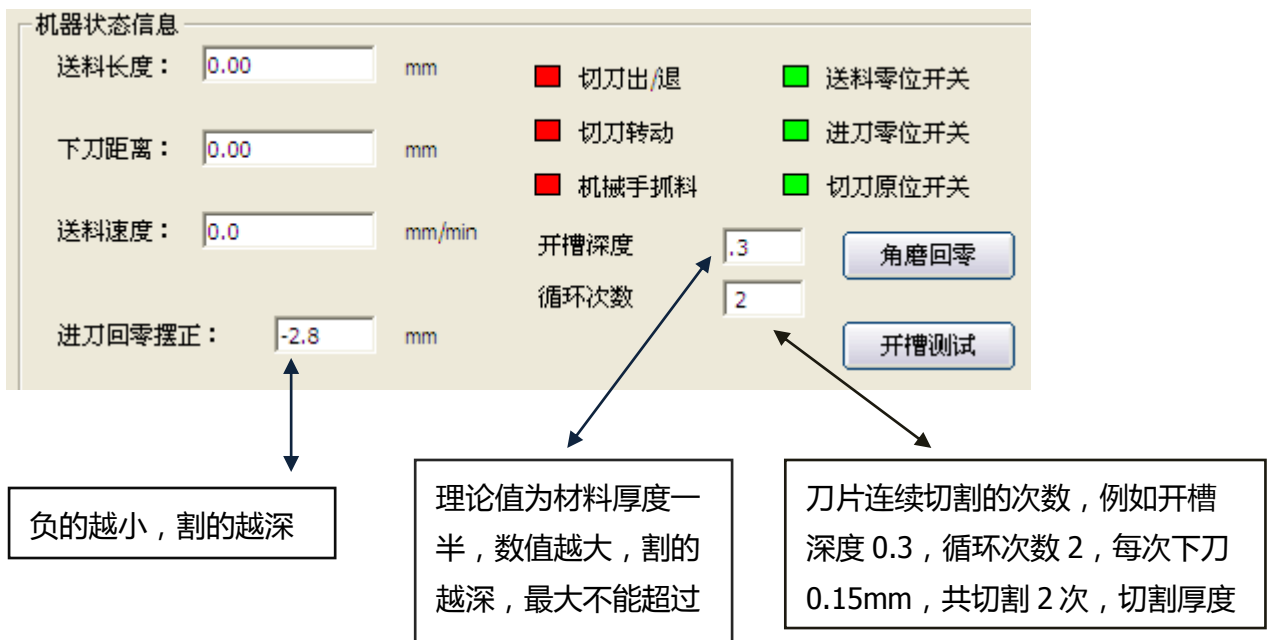 机器状态信息
送料长度： 0.00 mm
切刀出/退 送料零位开关
切刀转动 进刀零位开关
下刀距离： 0.00 mm
机械手抓料 切刀原位开关
送料速度： 0.0 mm/min
开槽深度 .3 角磨回零
循环次数 2
进刀回零摆正： -2.8 mm
开槽测试
负的越小，割的越深
理论值为材料厚度一
半，数值越大，割的
越深，最大不能超过
刀片连续切割的次数，例如开槽
深度 0.3，循环次数 2，每次下刀
0.15mm，共切割 2 次，切割厚度